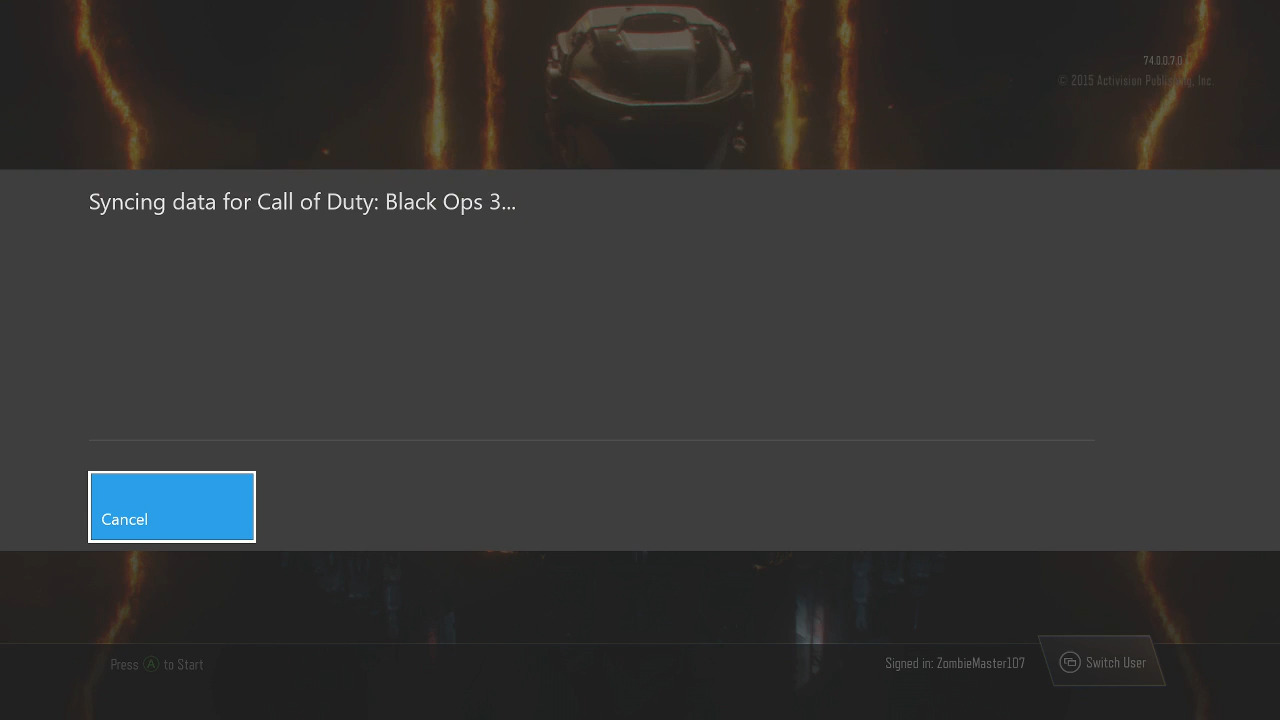 74.0.0.7.0
© 2015 Activision Publishing, Inc
Syncing data for Call of Duty: Black Ops 3...
Cancel
Press A to Start
Signed in: ZombieMaster107
Switch User